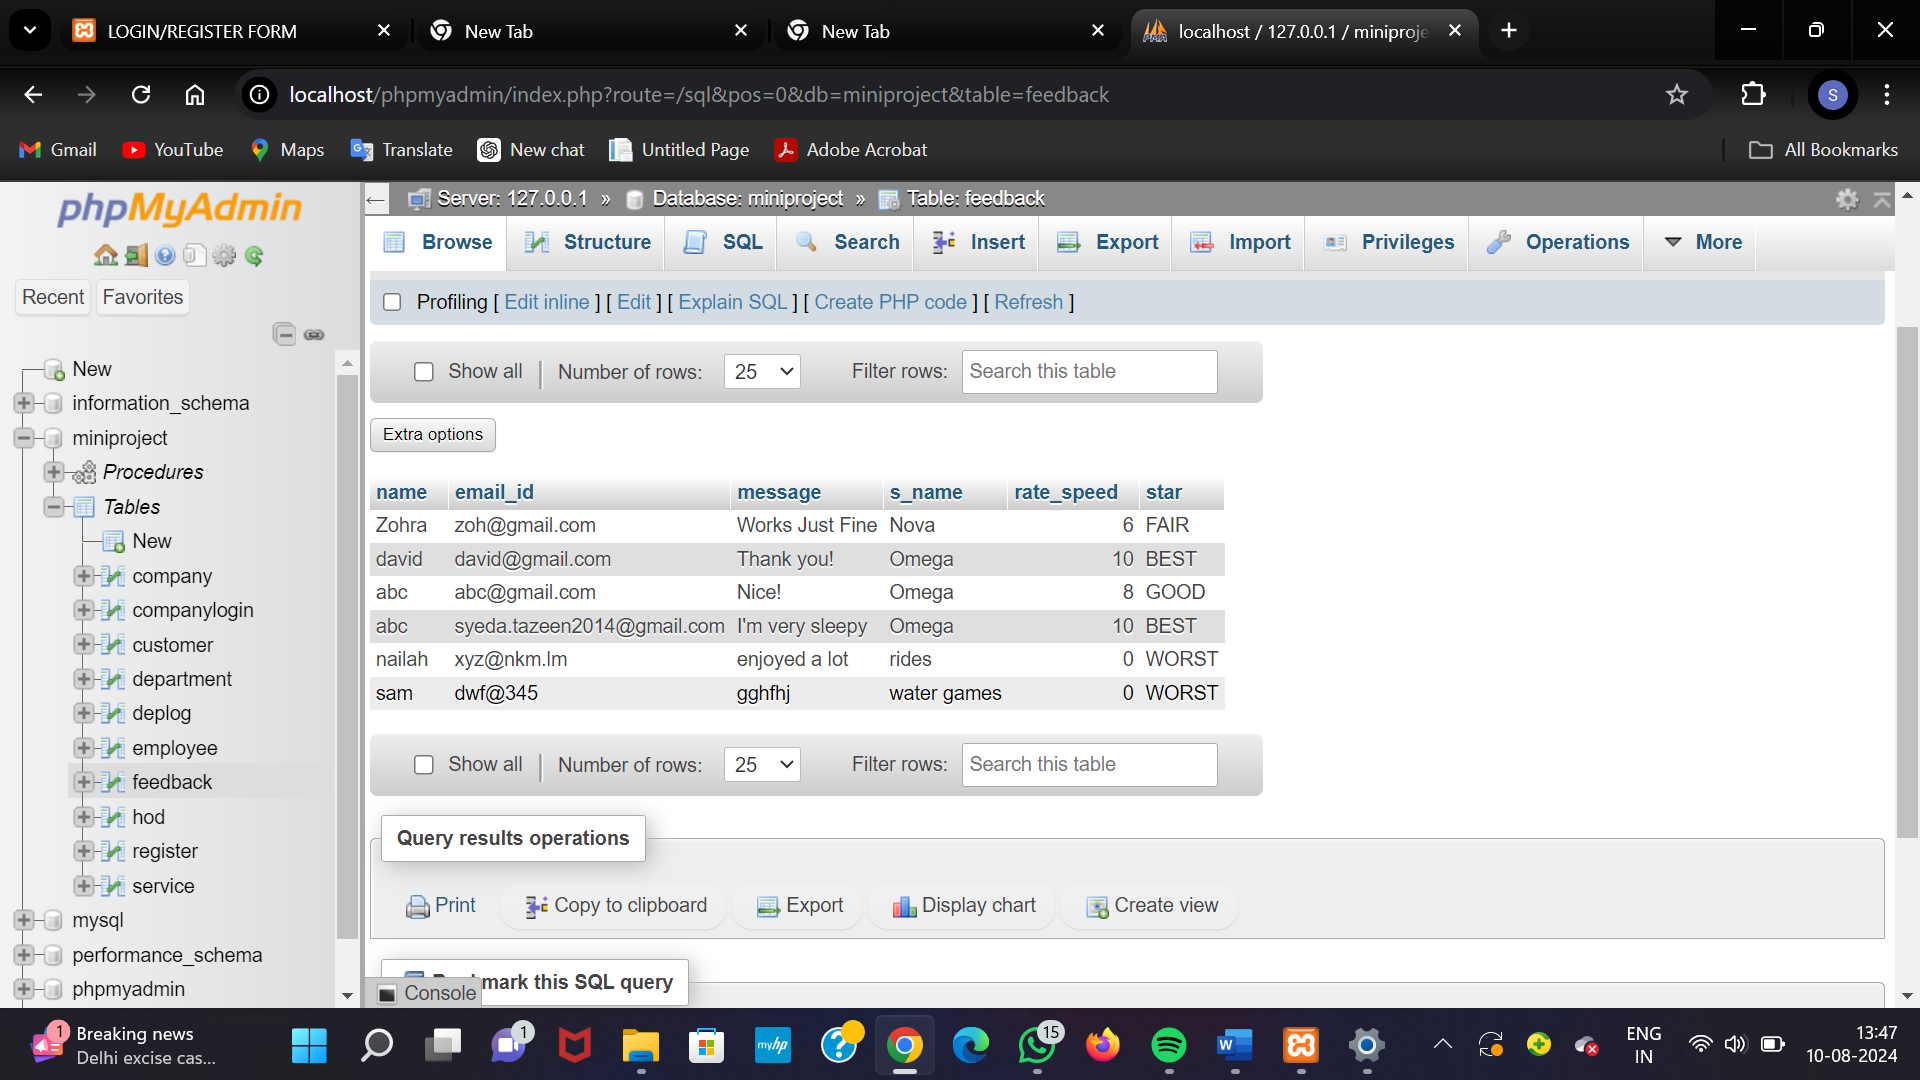 LOGIN/REGISTER FORM
New Tab
New Tab
localhost / 127.0.0.1 / miniproje
localhost/phpmyadmin/index.php?route=/sql&pos=0&db=miniproject&table=feedback
S
Gmail
YouTube
Maps
Translate
New chat
Untitled Page
Adobe Acrobat
All Bookmarks
phpMyAdmin
Recent
Favorites
New
information_schema
miniproject
Procedures
Tables
New
company
companylogin
customer
department
deplog
employee
feedback
hod
register
service
mysql
performance_schema
phpmyadmin
Server: 127.0.0.1 » Database: miniproject » Table: feedback
Browse Structure SQL Search Insert Export Import Privileges Operations More
Profiling [ Edit inline ] [ Edit ] [ Explain SQL ] [ Create PHP code ] [ Refresh ]
Show all | Number of rows: 25 Filter rows: Search this table
Extra options
name email_id message s_name rate_speed star
Zohra zoh@gmail.com Works Just Fine Nova 6 FAIR
david david@gmail.com Thank you! Omega 10 BEST
abc abc@gmail.com Nice! Omega 8 GOOD
abc syeda.tazeen2014@gmail.com I'm very sleepy Omega 10 BEST
nailah xyz@nkm.lm enjoyed a lot rides 0 WORST
sam dwf@345 gghfhj water games 0 WORST
Show all | Number of rows: 25 Filter rows: Search this table
Query results operations
Print Copy to clipboard Export Display chart Create view
mark this SQL query
Console
1
Breaking news
Delhi excise cas...
1
myhp
15
W
ENG
IN
13:47
10-08-2024